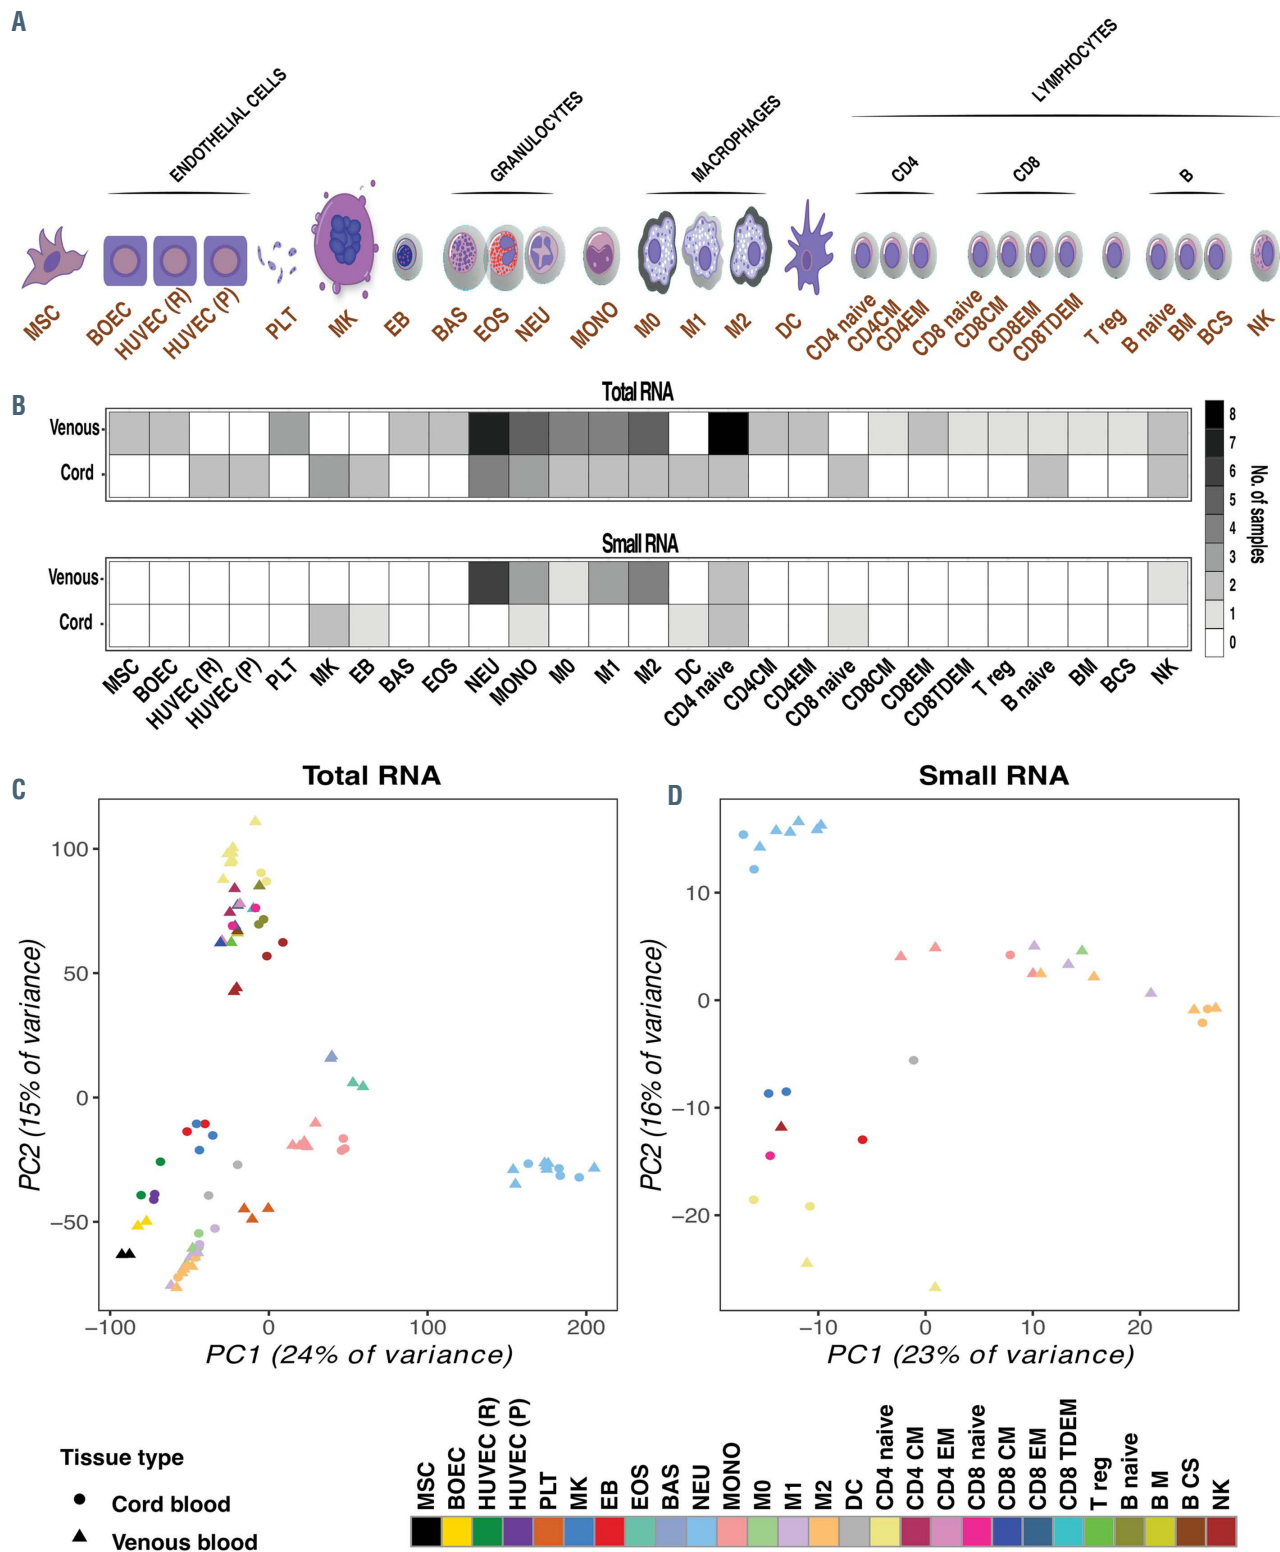 A
ENDOTHELIAL CELLS
GRANULOCYTES
MACROPHAGES
LYMPHOCYTES
CD4
CD8
B
MSC
BOEC
HUVEC (R)
HUVEC (P)
PLT
MK
EB
BAS
EOS
NEU
MONO
M0
M1
M2
DC
CD4 naive
CD4CM
CD4EM
CD8 naive
CD8CM
CD8EM
CD8TDEM
T reg
B naive
BM
BCS
NK
B
Total RNA
Venous
Cord
Small RNA
Venous
Cord
8
7
6
5
4
3
2
1
0
No. of samples
MSC
BOEC
HUVEC (R)
HUVEC (P)
PLT
MK
EB
BAS
EOS
NEU
MONO
M0
M1
M2
DC
CD4 naive
CD4CM
CD4EM
CD8 naive
CD8CM
CD8EM
CD8TDEM
T reg
B naive
BM
BCS
NK
C
Total RNA
100
50
0
−50
PC2 (15% of variance)
−100
0
100
200
PC1 (24% of variance)
D
Small RNA
10
0
−10
−20
PC2 (16% of variance)
−10
0
10
20
PC1 (23% of variance)
Tissue type
Cord blood
Venous blood
MSC
BOEC
HUVEC (R)
HUVEC (P)
PLT
MK
EB
EOS
BAS
NEU
MONO
M0
M1
M2
DC
CD4 naive
CD4 CM
CD4 EM
CD8 naive
CD8 CM
CD8 EM
CD8 TDEM
T reg
B naive
B M
B CS
NK